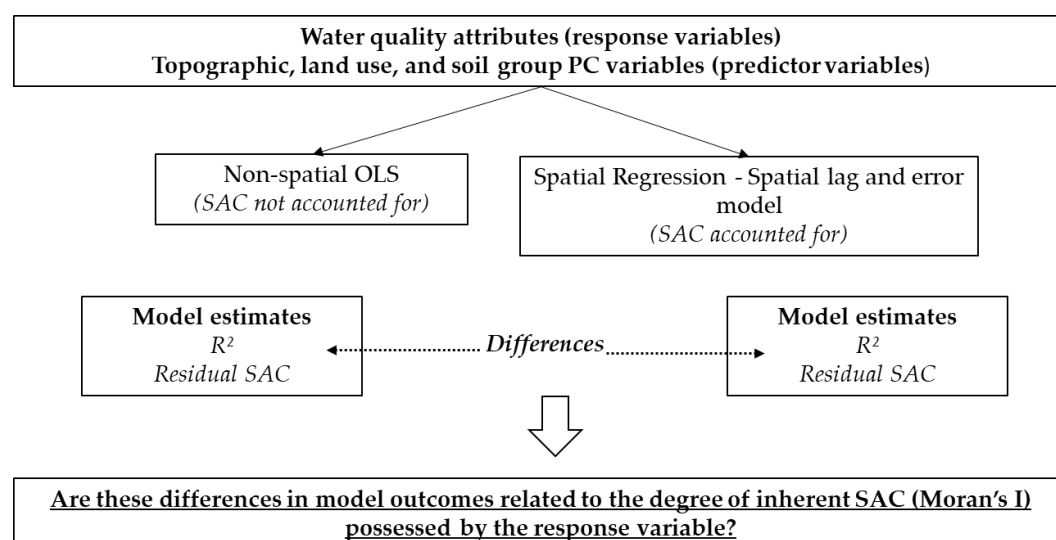 Water quality attributes (response variables)
Topographic, land use, and soil group PC variables (predictor variables)
Non-spatial OLS
(SAC not accounted for)
Spatial Regression - Spatial lag and error
model
(SAC accounted for)
Model estimates
R²
Residual SAC
Differences
Model estimates
R²
Residual SAC
Are these differences in model outcomes related to the degree of inherent SAC (Moran's I)
possessed by the response variable?